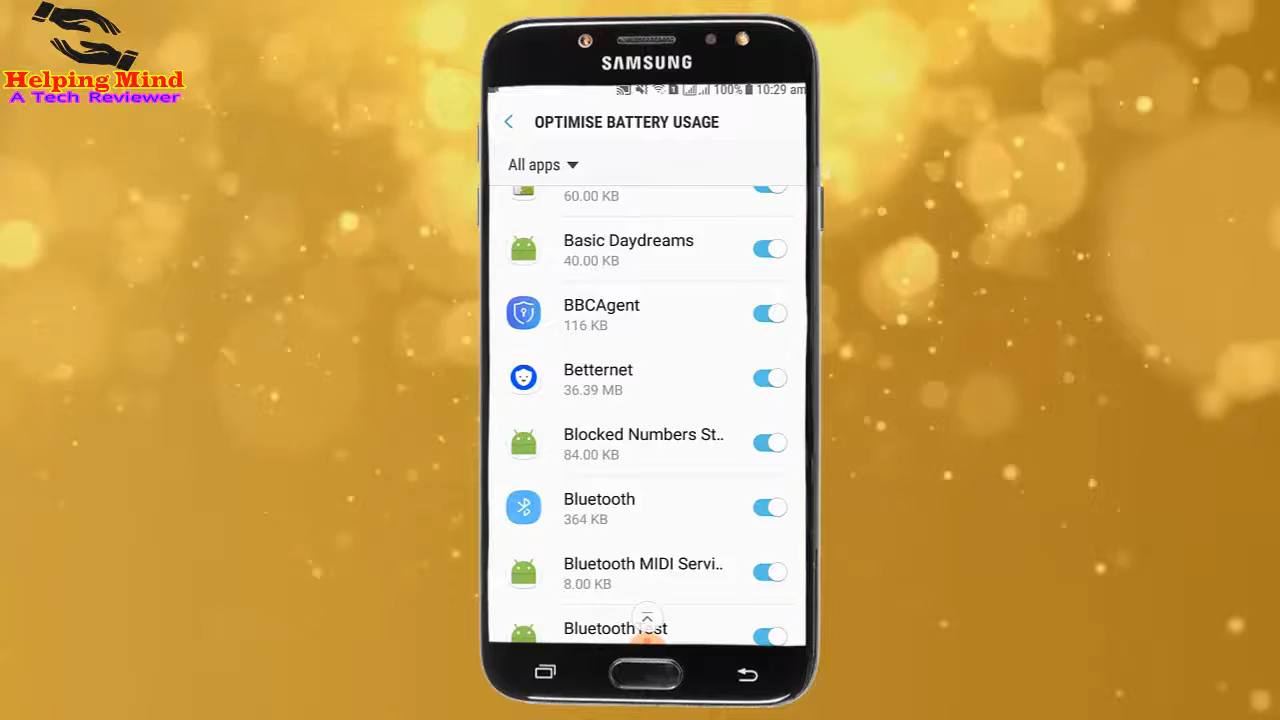 Helping Mind
A Tech Reviewer
SAMSUNG
100% 10:29 am
OPTIMISE BATTERY USAGE
All apps
60.00 KB
Basic Daydreams
40.00 KB
BBCAgent
116 KB
Betternet
36.39 MB
Blocked Numbers St..
84.00 KB
Bluetooth
364 KB
Bluetooth MIDI Servi..
8.00 KB
BluetoothTest